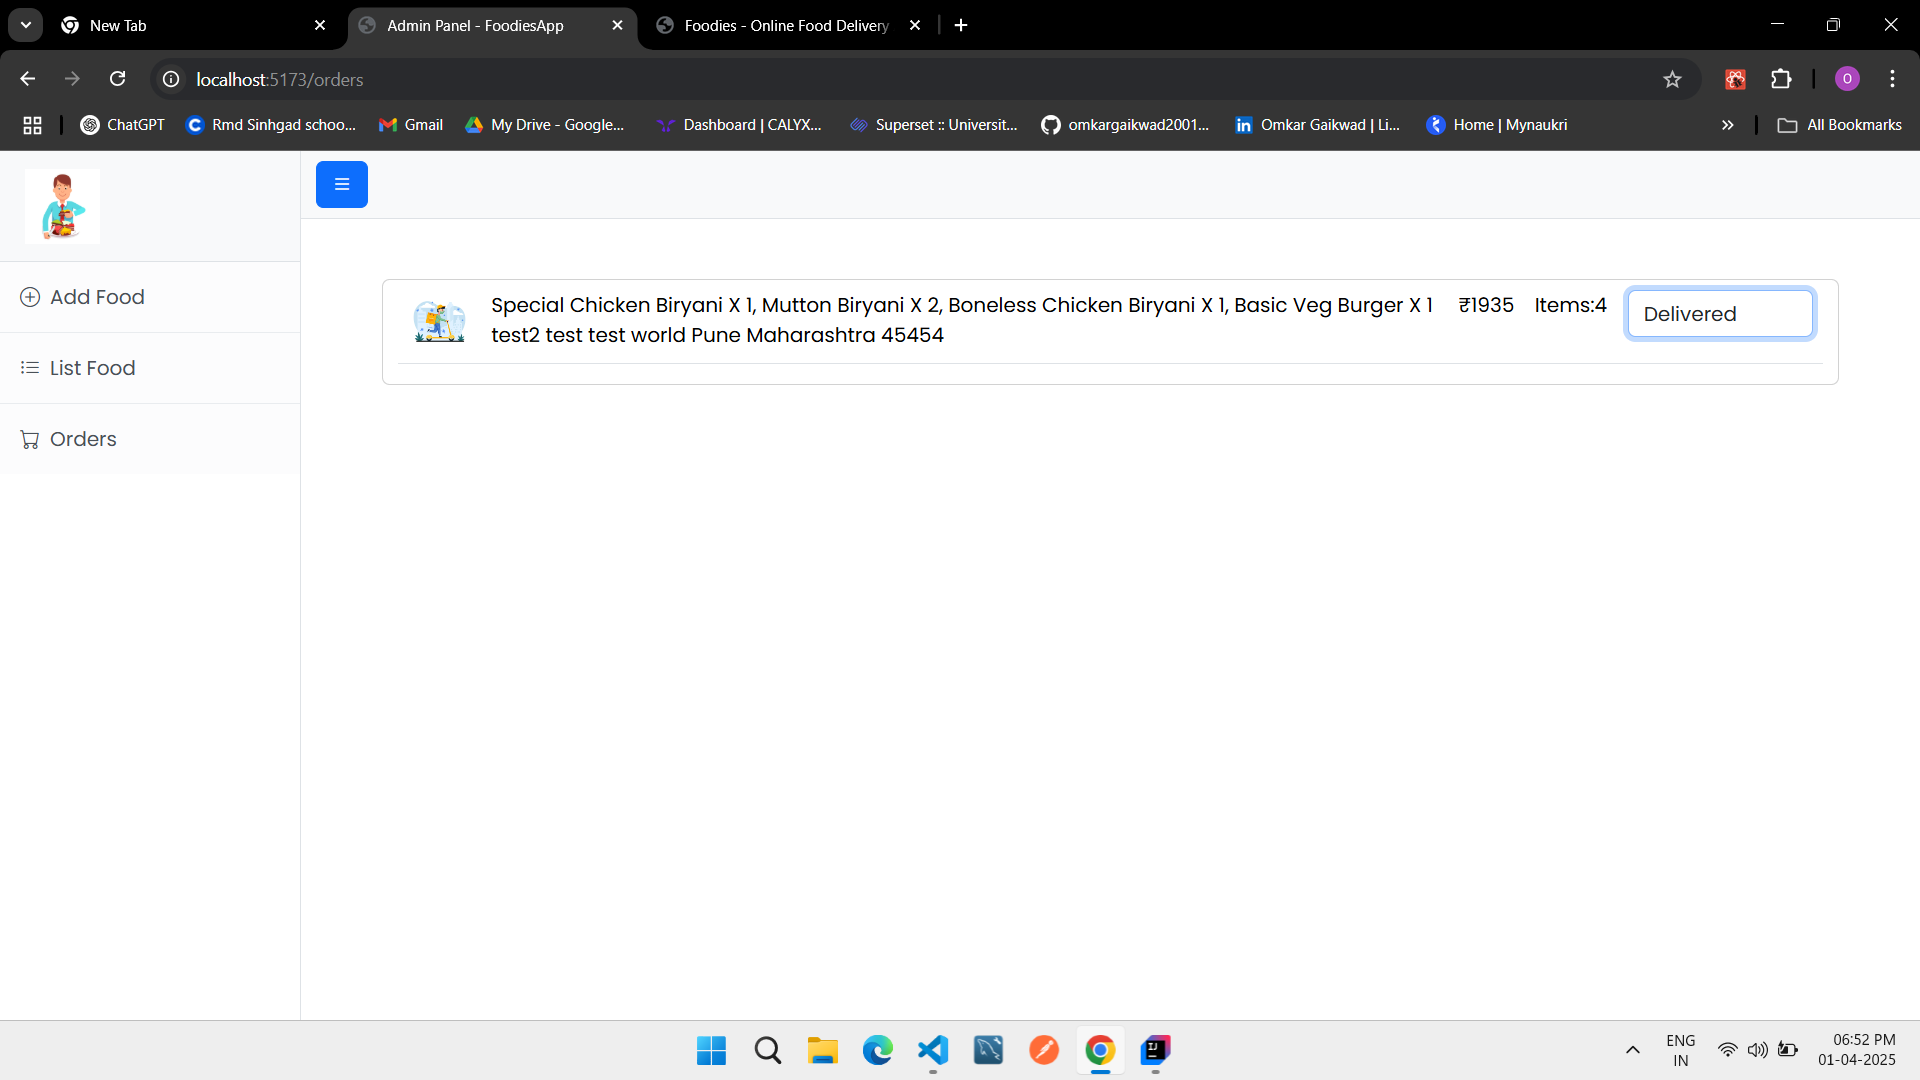 New Tab
Admin Panel - FoodiesApp
Foodies - Online Food Delivery
localhost:5173/orders
O
ChatGPT
Rmd Sinhgad schoo...
Gmail
My Drive - Google...
Dashboard | CALYX...
Superset :: Universit...
omkargaikwad2001...
Omkar Gaikwad | Li...
Home | Mynaukri
All Bookmarks
Add Food
List Food
Orders
Special Chicken Biryani X 1, Mutton Biryani X 2, Boneless Chicken Biryani X 1, Basic Veg Burger X 1
₹1935
Items:4
Delivered
test2 test test world Pune Maharashtra 45454
ENG
IN
06:52 PM
01-04-2025